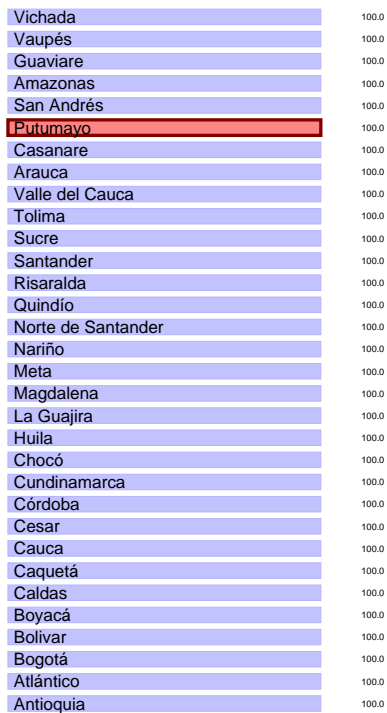 Vichada 100.0
Vaupés 100.0
Guaviare 100.0
Amazonas 100.0
San Andrés 100.0
Putumayo 100.0
Casanare 100.0
Arauca 100.0
Valle del Cauca 100.0
Tolima 100.0
Sucre 100.0
Santander 100.0
Risaralda 100.0
Quindío 100.0
Norte de Santander 100.0
Nariño 100.0
Meta 100.0
Magdalena 100.0
La Guajira 100.0
Huila 100.0
Chocó 100.0
Cundinamarca 100.0
Córdoba 100.0
Cesar 100.0
Cauca 100.0
Caquetá 100.0
Caldas 100.0
Boyacá 100.0
Bolivar 100.0
Bogotá 100.0
Atlántico 100.0
Antioquia 100.0